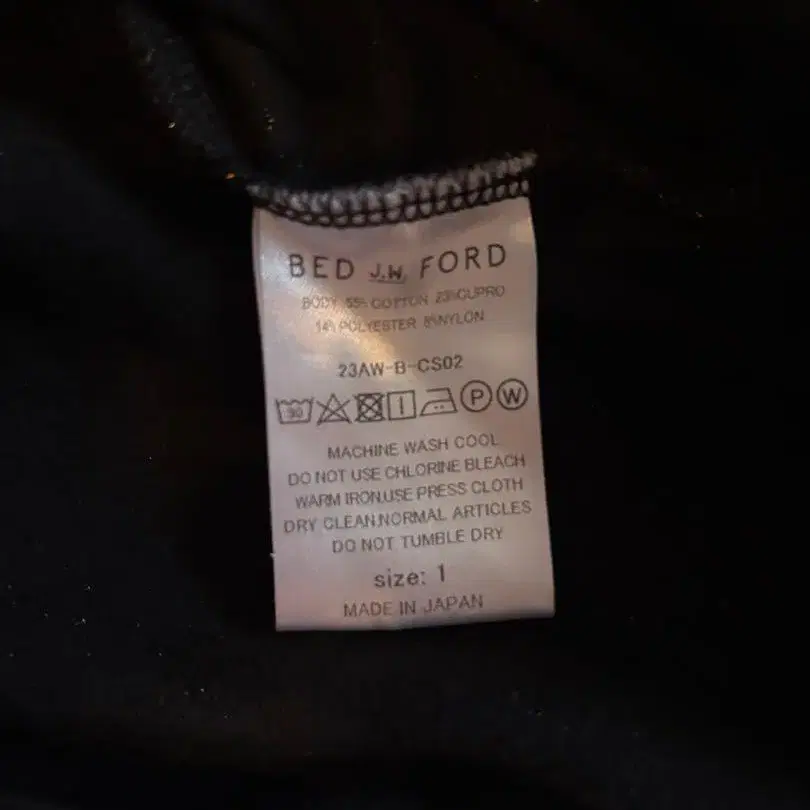 BED J.W. FORD
BODY 55% COTTON 23%CUPRO
14% POLYESTER 8%NYLON
23AW-B-CS02
30 P W
MACHINE WASH COOL
DO NOT USE CHLORINE BLEACH
WARM IRON.USE PRESS CLOTH
DRY CLEAN.NORMAL ARTICLES
DO NOT TUMBLE DRY
size: 1
MADE IN JAPAN